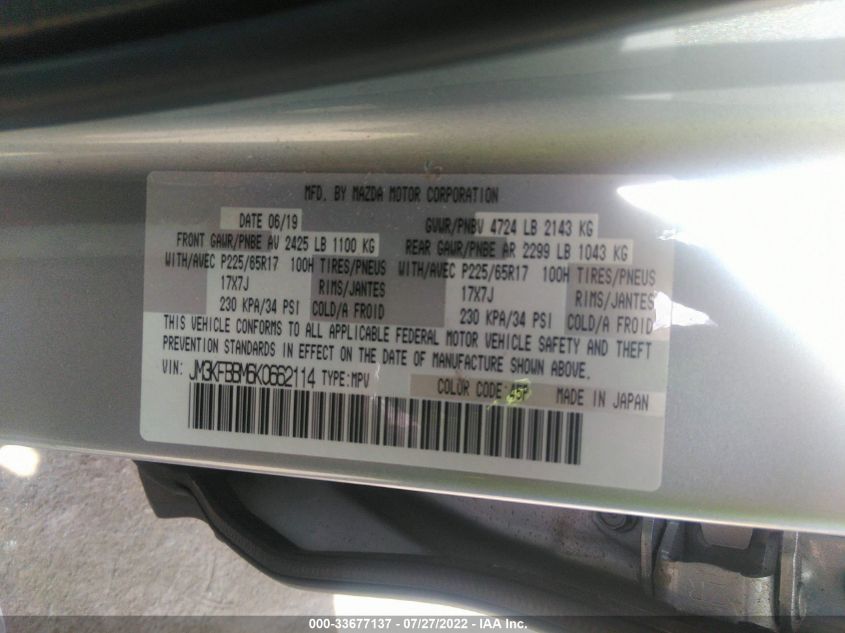 MFD. BY MAZDA MOTOR CORPORATION
DATE 06/19 GVWR/PNBV 4724 LB 2143 KG
FRONT GAWR/PNBE AV 2425 LB 1100 KG REAR GAWR/PNBE AR 2299 LB 1043 KG
WITH/AVEC P225/65R17 100H TIRES/PNEUS WITH/AVEC P225/65R17 100H TIRES/PNEUS
17X7J RIMS/JANTES 17X7J RIMS/JANTES
230 KPA/34 PSI COLD/A FROID 230 KPA/34 PSI COLD/A FROID
THIS VEHICLE CONFORMS TO ALL APPLICABLE FEDERAL MOTOR VEHICLE SAFETY AND THEFT
PREVENTION STANDARDS IN EFFECT ON THE DATE OF MANUFACTURE SHOWN ABOVE.
VIN: JM3KFBBM6K0662114 TYPE:MPV COLOR CODE: MADE IN JAPAN
000-33677137 - 07/27/2022 - IAA Inc.